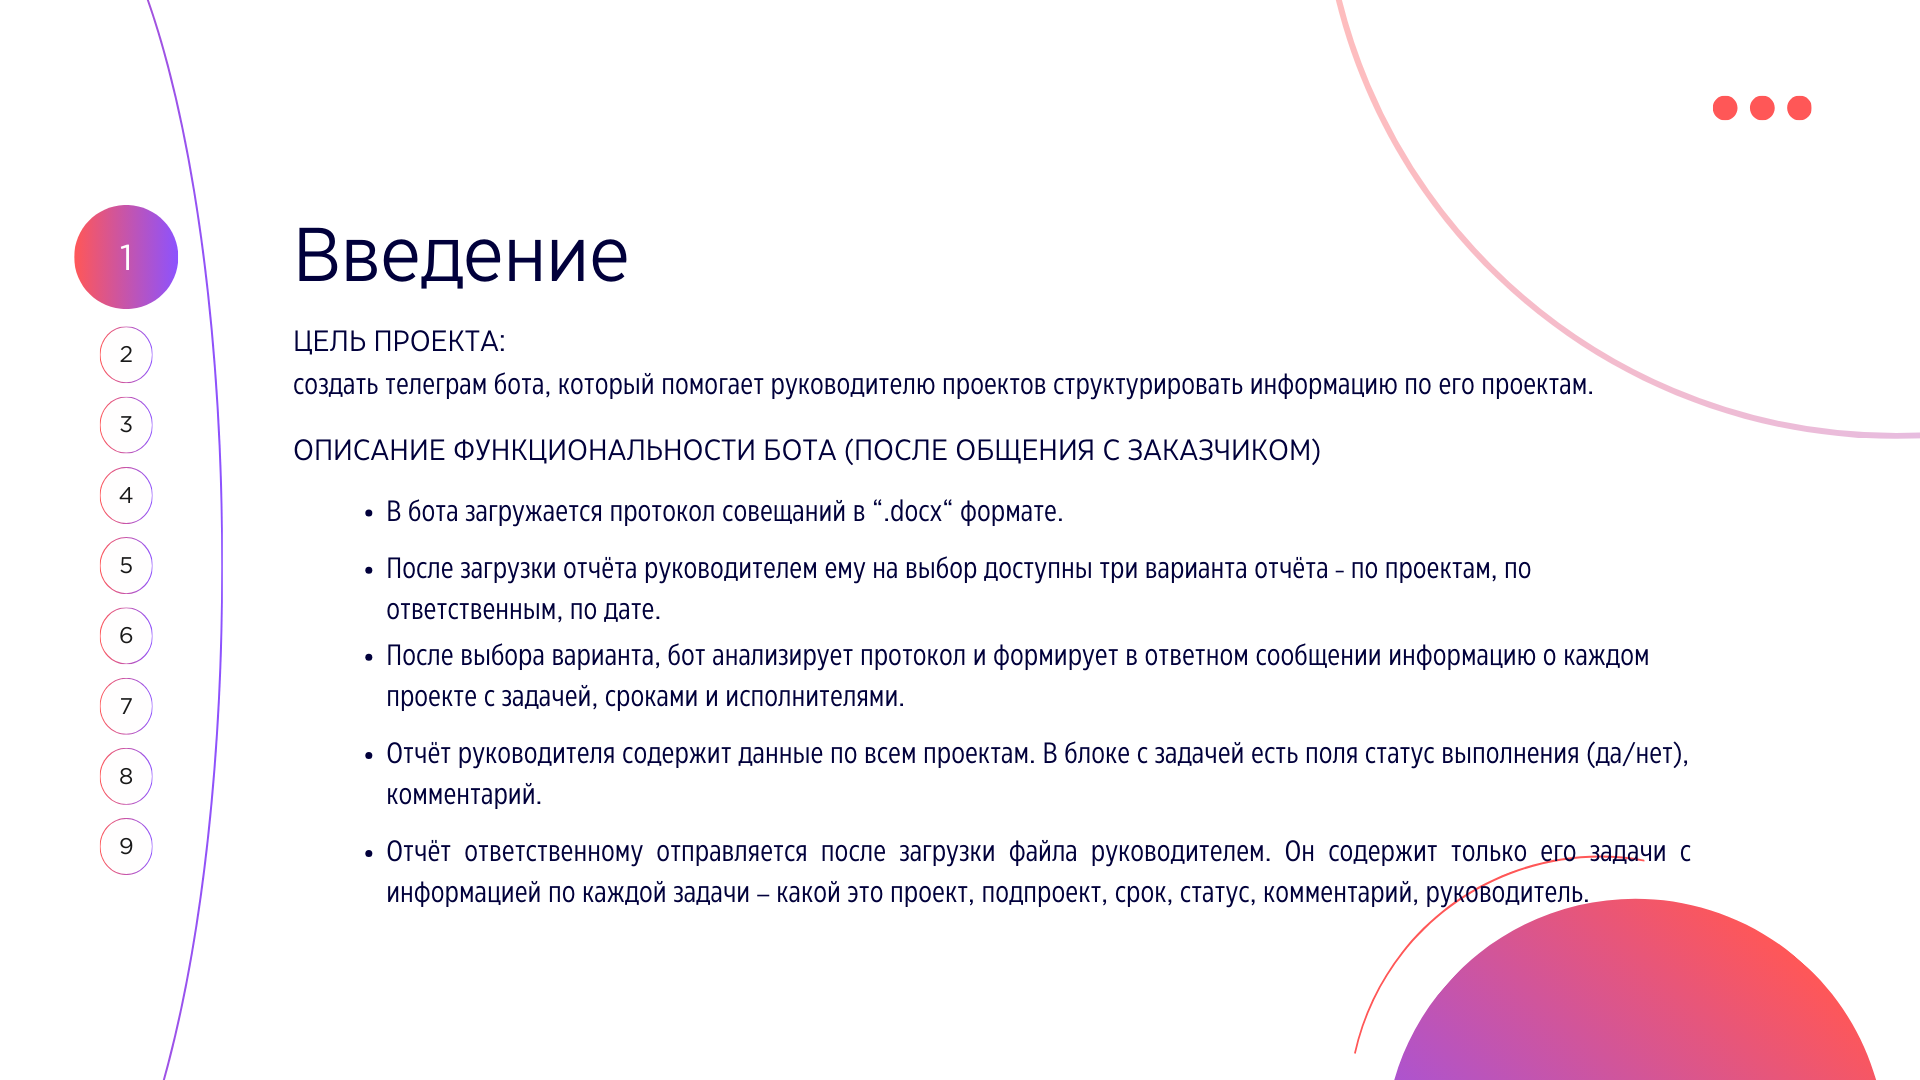 1
2
3
4
5
6
7
8
9
Введение
ЦЕЛЬ ПРОЕКТА:
создать телеграм бота, который помогает руководителю проектов структурировать информацию по его проектам.
ОПИСАНИЕ ФУНКЦИОНАЛЬНОСТИ БОТА (ПОСЛЕ ОБЩЕНИЯ С ЗАКАЗЧИКОМ)
• В бота загружается протокол совещаний в “.docx“ формате.
• После загрузки отчёта руководителем ему на выбор доступны три варианта отчёта - по проектам, по
ответственным, по дате.
• После выбора варианта, бот анализирует протокол и формирует в ответном сообщении информацию о каждом
проекте с задачей, сроками и исполнителями.
• Отчёт руководителя содержит данные по всем проектам. В блоке с задачей есть поля статус выполнения (да/нет),
комментарий.
• Отчёт ответственному отправляется после загрузки файла руководителем. Он содержит только его задачи с
информацией по каждой задачи – какой это проект, подпроект, срок, статус, комментарий, руководитель.